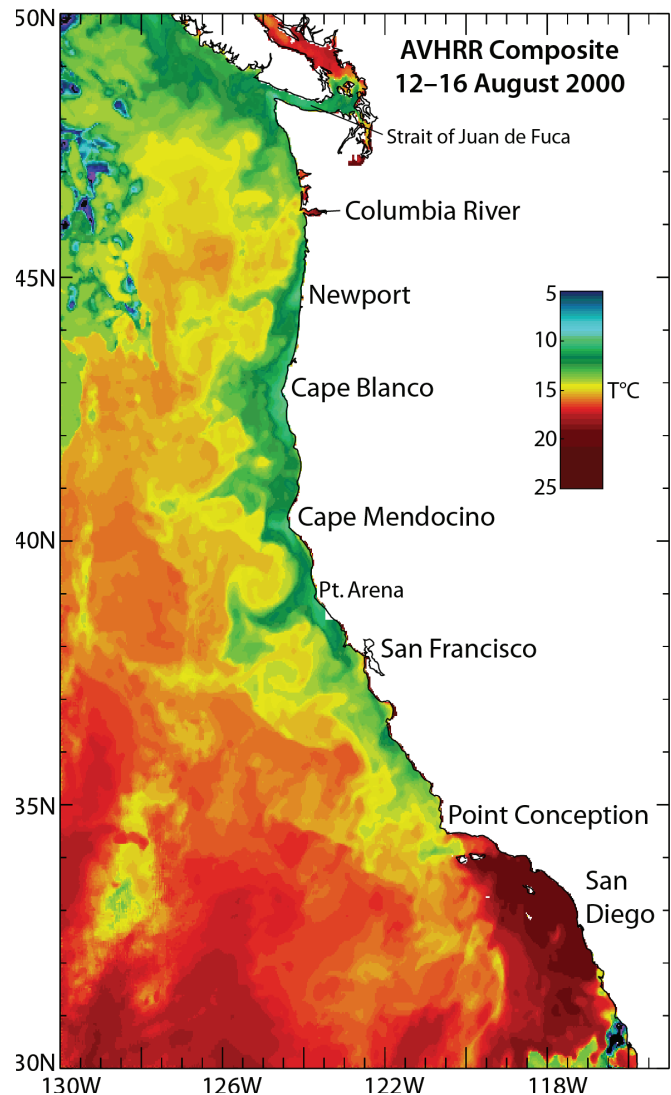 50N
AVHRR Composite
12–16 August 2000
Strait of Juan de Fuca
Columbia River
45N
Newport
5
10
15
20
25
T°C
Cape Blanco
Cape Mendocino
40N
Pt. Arena
San Francisco
35N
Point Conception
San
Diego
30N
130W
126W
122W
118W